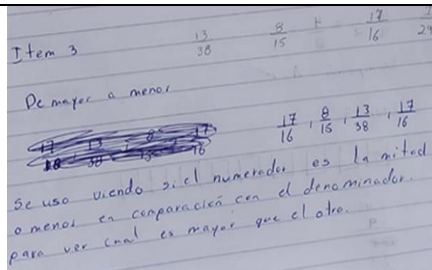 Item 3 13/38 8/15 17/16
De mayor a menor
17/16, 8/15, 13/38, 17/16
Se uso viendo si el numerador es la mitad
o menos en comparación con el denominador.
para ver cual es mayor que el otro.